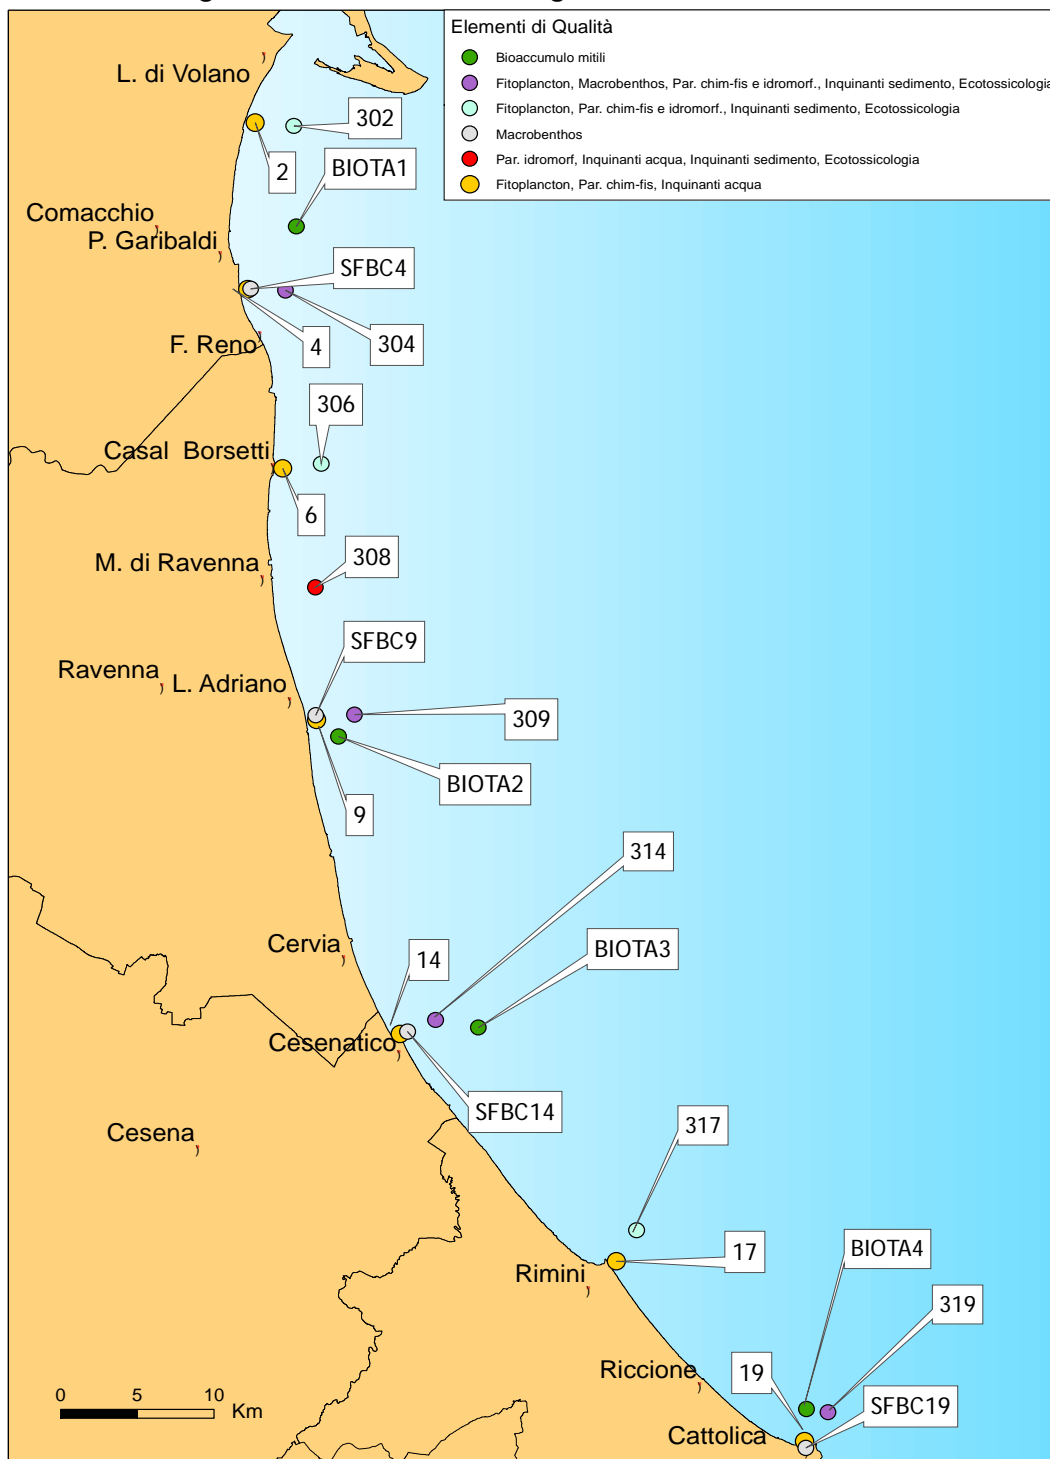 Elementi di Qualità
Bioaccumulo mitili
Fitoplancton, Macrobenthos, Par. chim-fis e idromorf., Inquinanti sedimento, Ecotossicologia
Fitoplancton, Par. chim-fis e idromorf., Inquinanti sedimento, Ecotossicologia
Macrobenthos
Par. idromorf, Inquinanti acqua, Inquinanti sedimento, Ecotossicologia
Fitoplancton, Par. chim-fis, Inquinanti acqua
L. di Volano
302
2
BIOTA1
Comacchio
P. Garibaldi
SFBC4
F. Reno
4
304
306
Casal Borsetti
6
M. di Ravenna
308
SFBC9
Ravenna
L. Adriano
309
BIOTA2
9
314
Cervia
14
BIOTA3
Cesenatico
SFBC14
Cesena
317
17
BIOTA4
Rimini
319
Riccione
19
SFBC19
Cattolica
0 5 10
Km